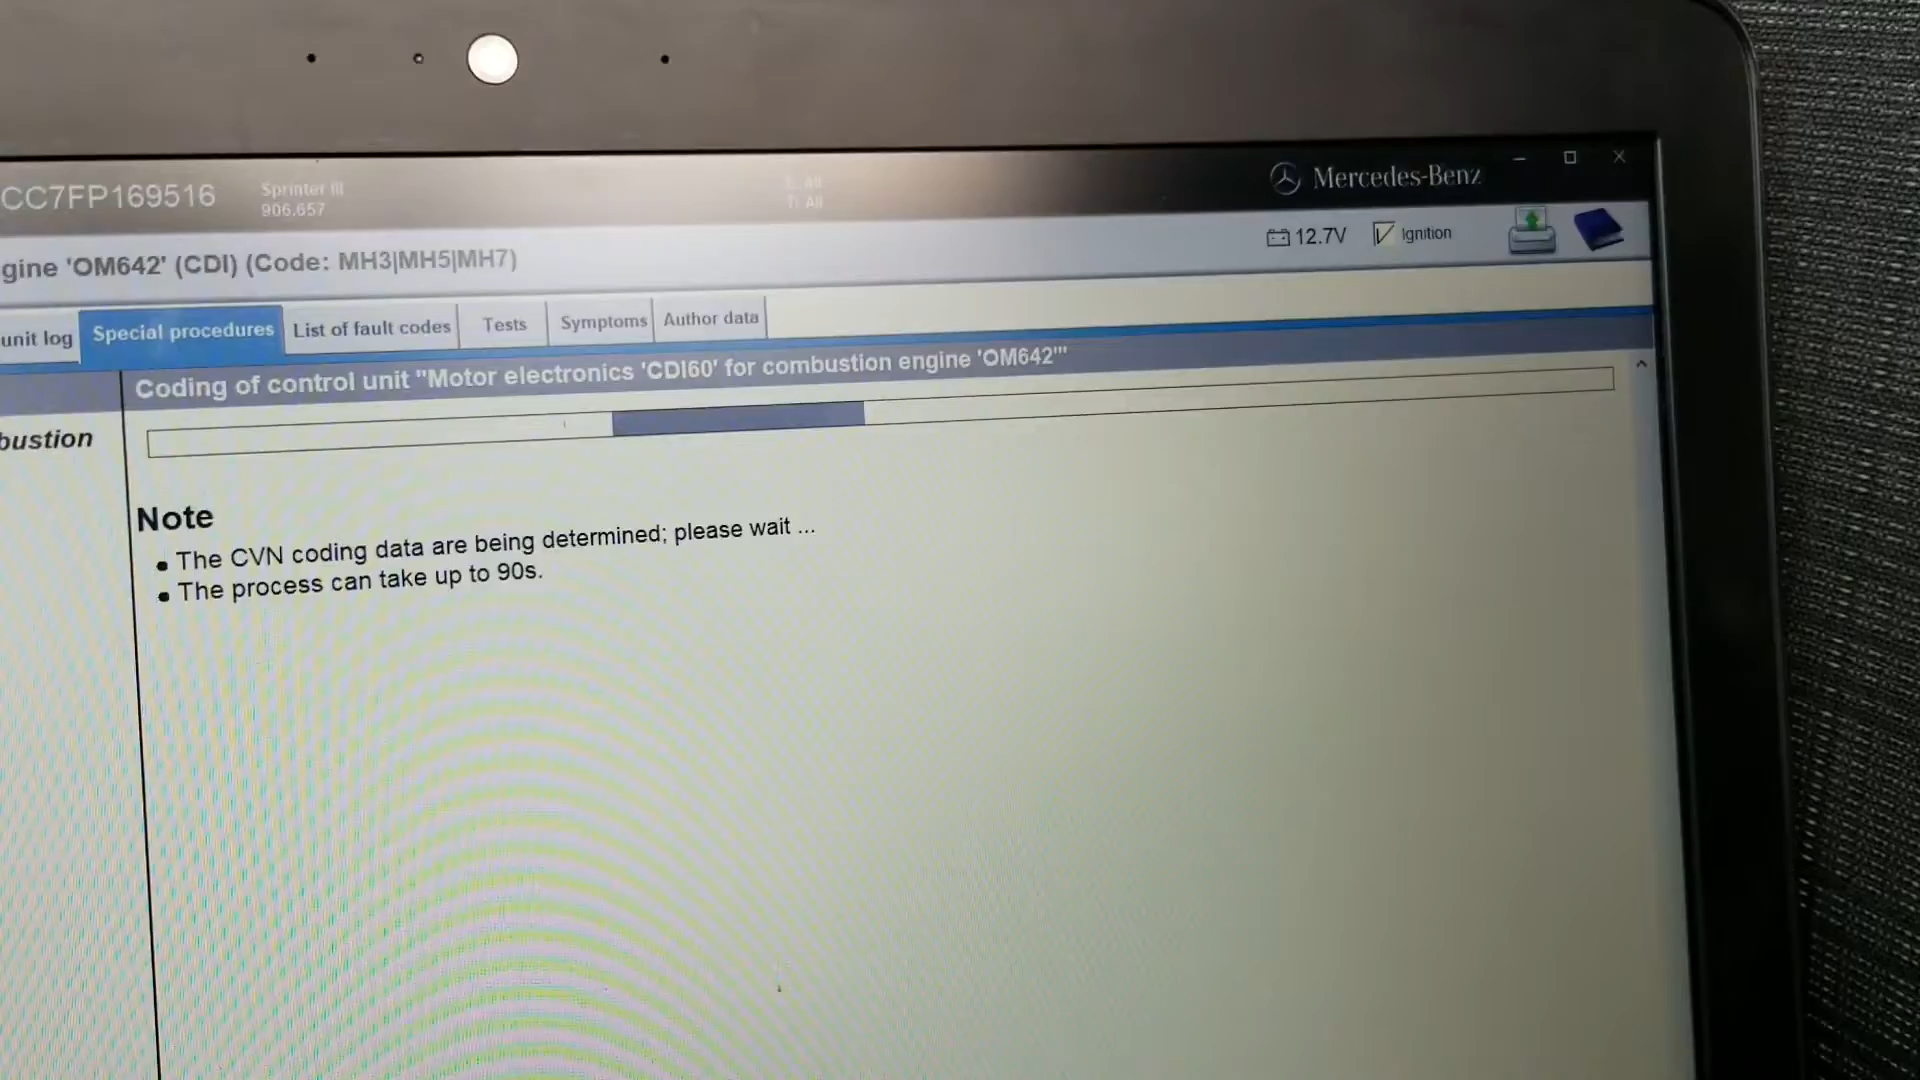 CC7FP169516
Sprinter III
906.657
Mercedes-Benz
gine 'OM642' (CDI) (Code: MH3|MH5|MH7)
12.7V
Ignition
unit log
Special procedures
List of fault codes
Tests
Symptoms
Author data
Coding of control unit "Motor electronics 'CDI60' for combustion engine 'OM642'"
bustion
Note
The CVN coding data are being determined; please wait ...
The process can take up to 90s.